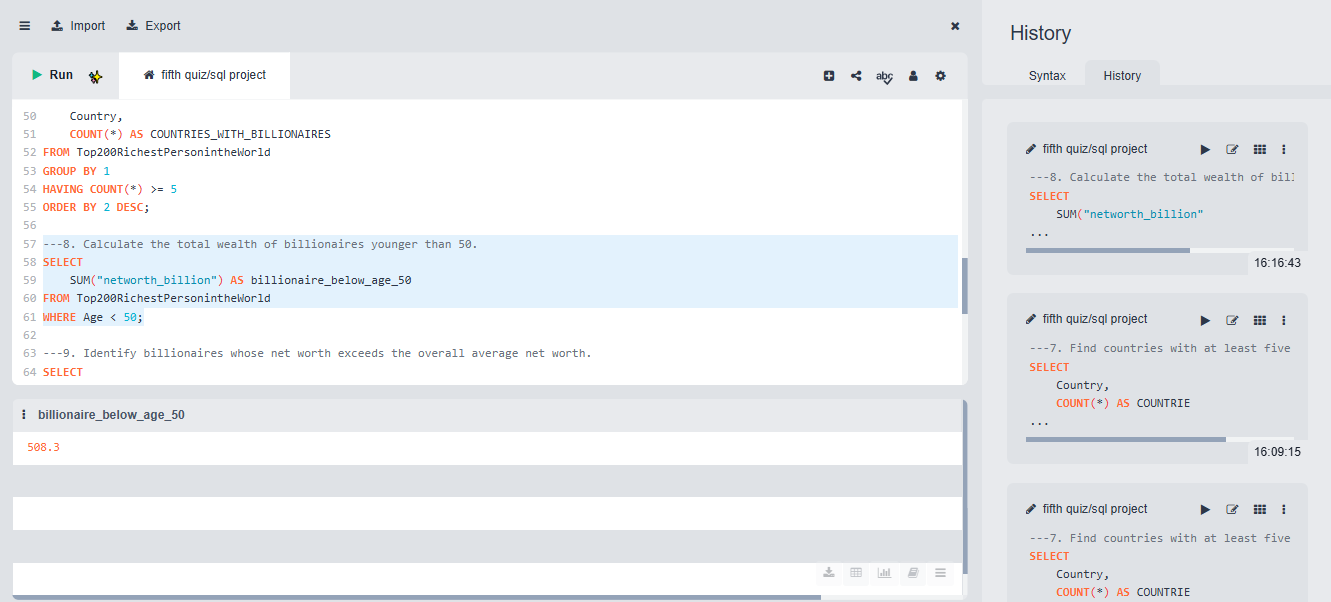 Import Export
Run fifth quiz/sql project abc
50 Country,
51 COUNT(*) AS COUNTRIES_WITH_BILLIONAIRES
52 FROM Top200RichestPersonintheWorld
53 GROUP BY 1
54 HAVING COUNT(*) >= 5
55 ORDER BY 2 DESC;
56
57 ---8. Calculate the total wealth of billionaires younger than 50.
58 SELECT
59 SUM("networth_billion") AS billionaire_below_age_50
60 FROM Top200RichestPersonintheWorld
61 WHERE Age < 50;
62
63 ---9. Identify billionaires whose net worth exceeds the overall average net worth.
64 SELECT
billionaire_below_age_50
508.3
History
Syntax History
fifth quiz/sql project
---8. Calculate the total wealth of bil
SELECT
SUM("networth_billion"
...
16:16:43
fifth quiz/sql project
---7. Find countries with at least five
SELECT
Country,
COUNT(*) AS COUNTRIE
...
16:09:15
fifth quiz/sql project
---7. Find countries with at least five
SELECT
Country,
COUNT(*) AS COUNTRIE